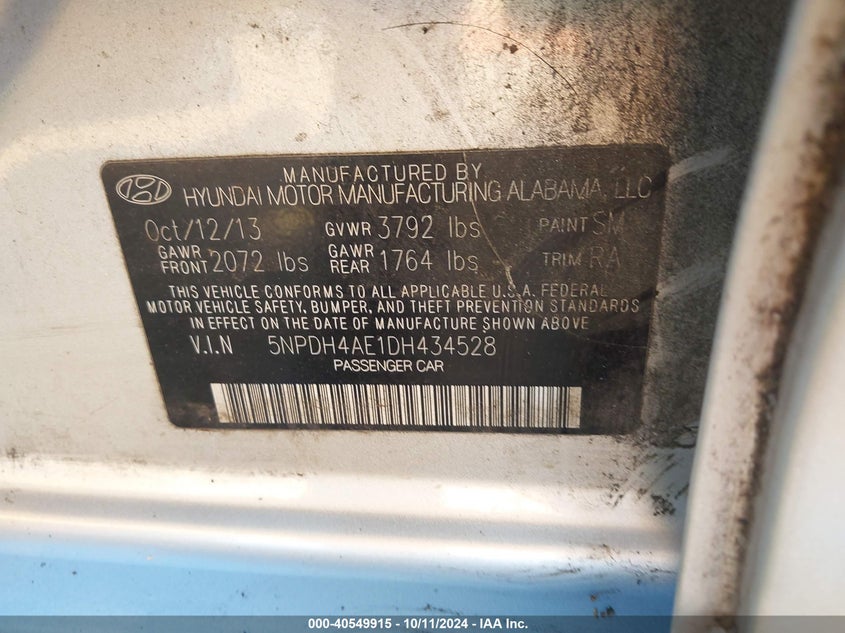 MANUFACTURED BY
HYUNDAI MOTOR MANUFACTURING ALABAMA, LLC
Oct/12/13 GVWR 3792 lbs PAINT SM
GAWR FRONT 2072 lbs GAWR REAR 1764 lbs TRIM RA
THIS VEHICLE CONFORMS TO ALL APPLICABLE U.S.A. FEDERAL
MOTOR VEHICLE SAFETY, BUMPER, AND THEFT PREVENTION STANDARDS
IN EFFECT ON THE DATE OF MANUFACTURE SHOWN ABOVE
V.I.N 5NPDH4AE1DH434528
PASSENGER CAR
000-40549915 - 10/11/2024 - IAA Inc.